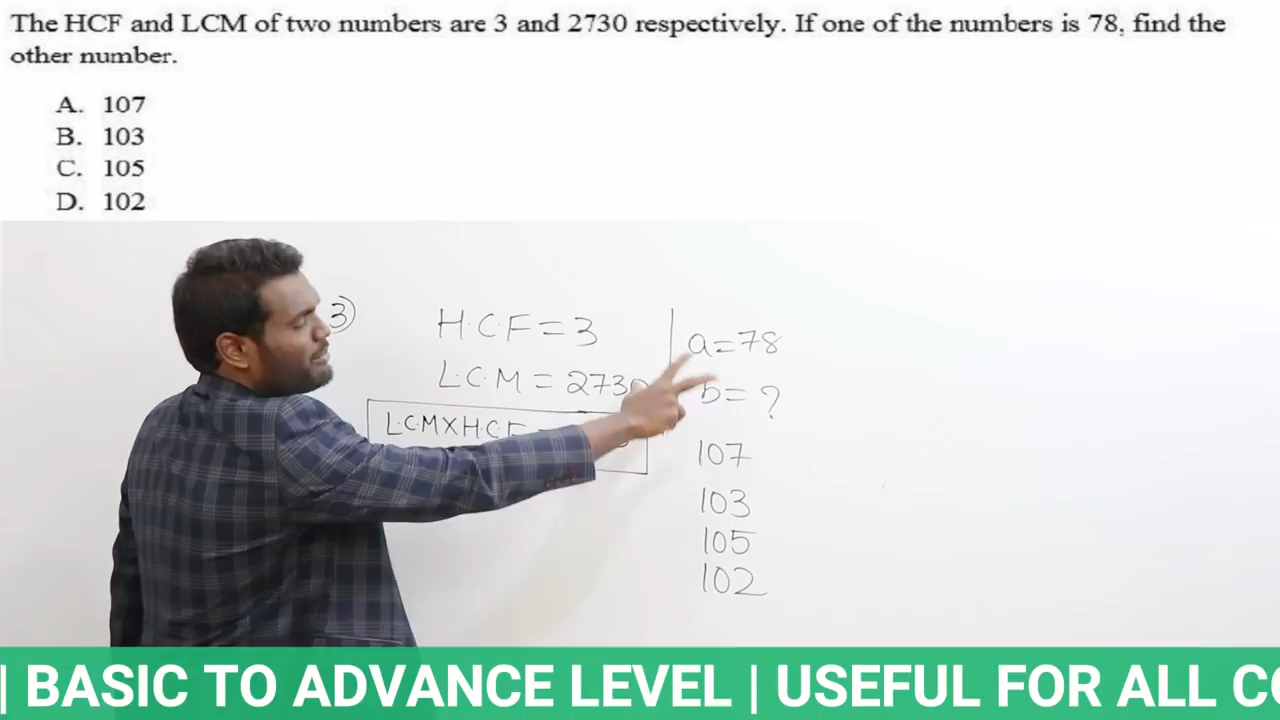 The HCF and LCM of two numbers are 3 and 2730 respectively. If one of the numbers is 78, find the
other number.
A. 107
B. 103
C. 105
D. 102
3)
H.C.F = 3
L.C.M = 2730
L.C.M X H.C.F =
a = 78
b = ?
107
103
105
102
| BASIC TO ADVANCE LEVEL | USEFUL FOR ALL